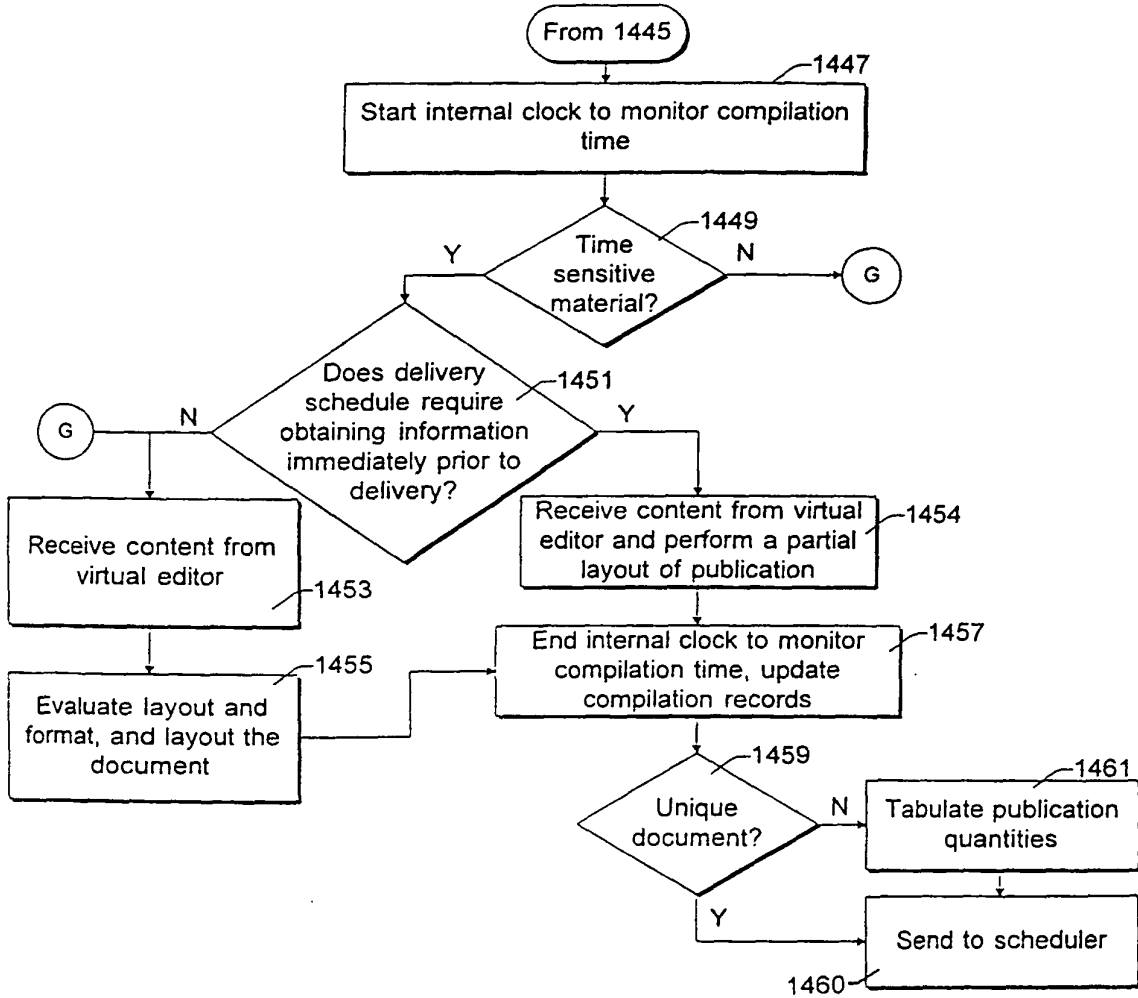 From 1445
1447
Start internal clock to monitor compilation
time
1449
Y
Time
sensitive
material?
N
G
Does delivery
schedule require
obtaining information
immediately prior to
delivery?
1451
N
Y
G
Receive content from
virtual editor
1453
Receive content from virtual
editor and perform a partial
layout of publication
1454
1455
Evaluate layout and
format, and layout the
document
End internal clock to monitor
compilation time, update
compilation records
1457
1459
Unique
document?
N
Y
1461
Tabulate publication
quantities
Send to scheduler
1460